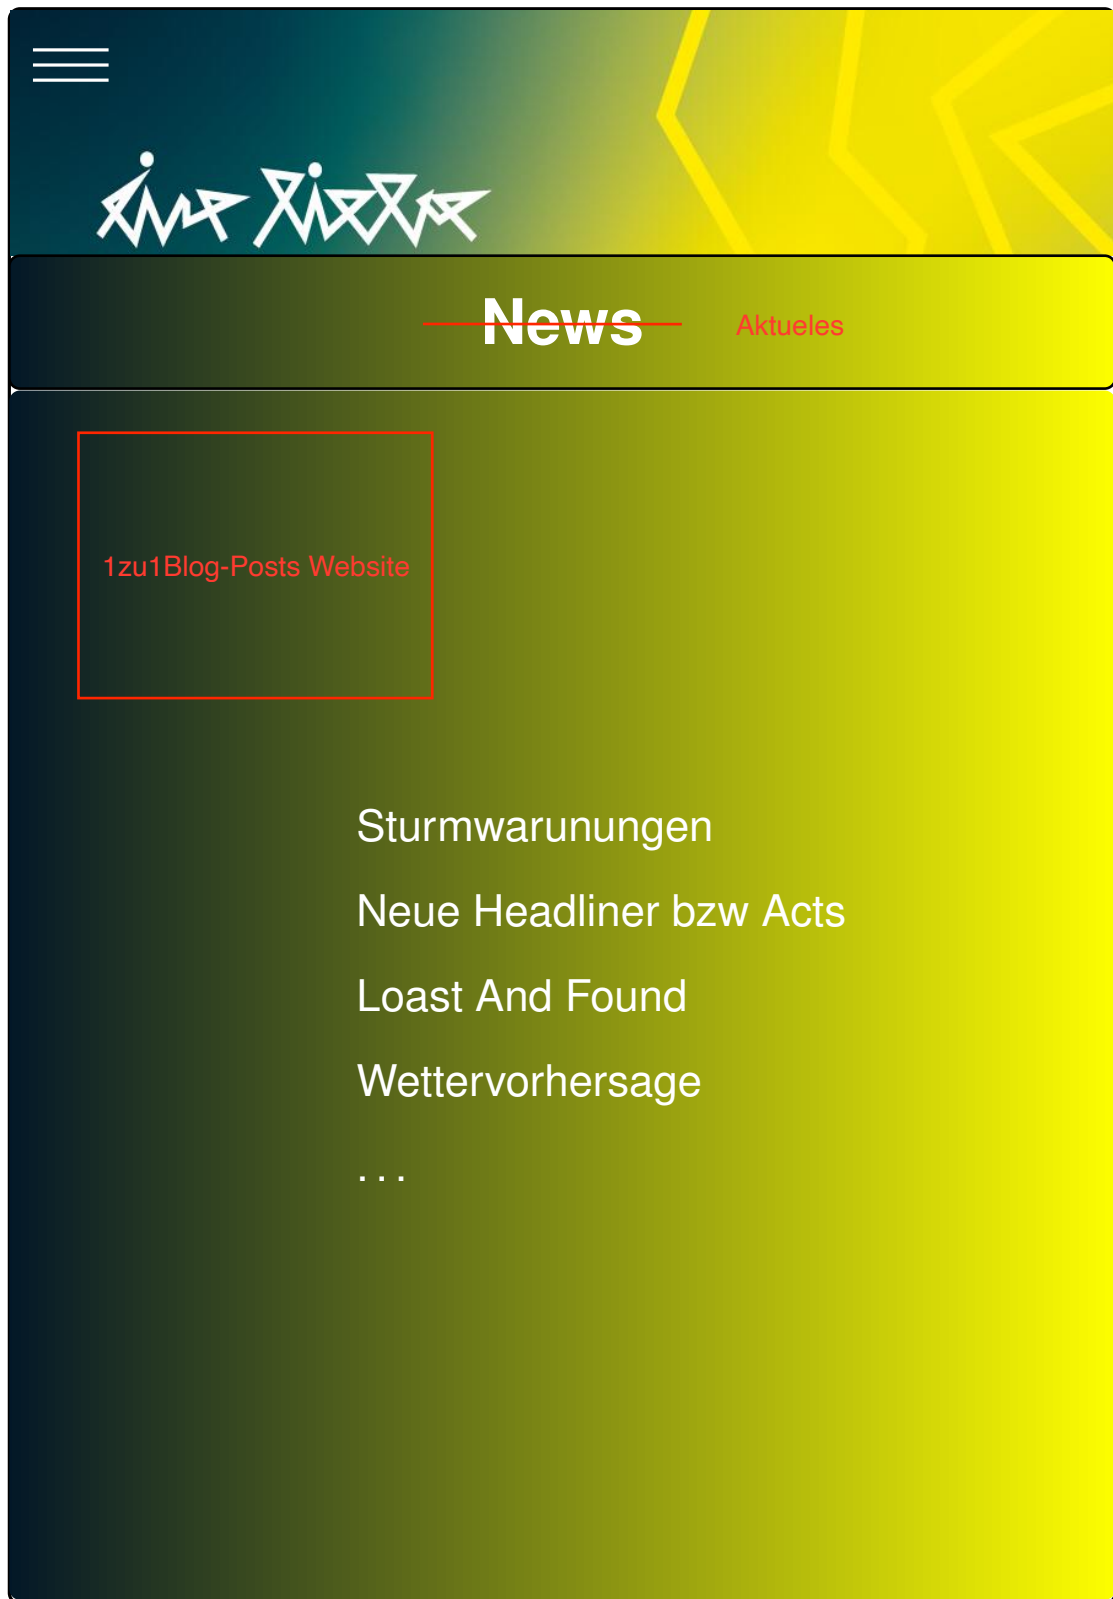 News
Aktueles
1zu1Blog-Posts Website
Sturmwarunungen
Neue Headliner bzw Acts
Loast And Found
Wettervorhersage
...